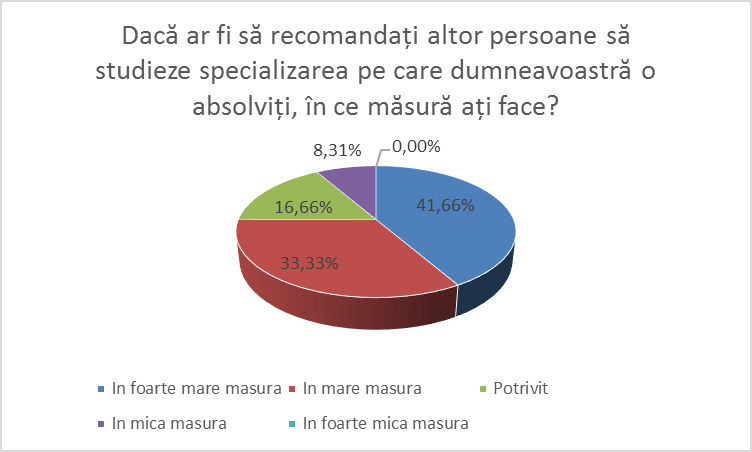 Dacă ar fi să recomandați altor persoane să
studieze specializarea pe care dumneavoastră o
absolviți, în ce măsură ați face?
8,31%
0,00%
16,66%
41,66%
33,33%
In foarte mare masura
In mare masura
Potrivit
In mica masura
In foarte mica masura